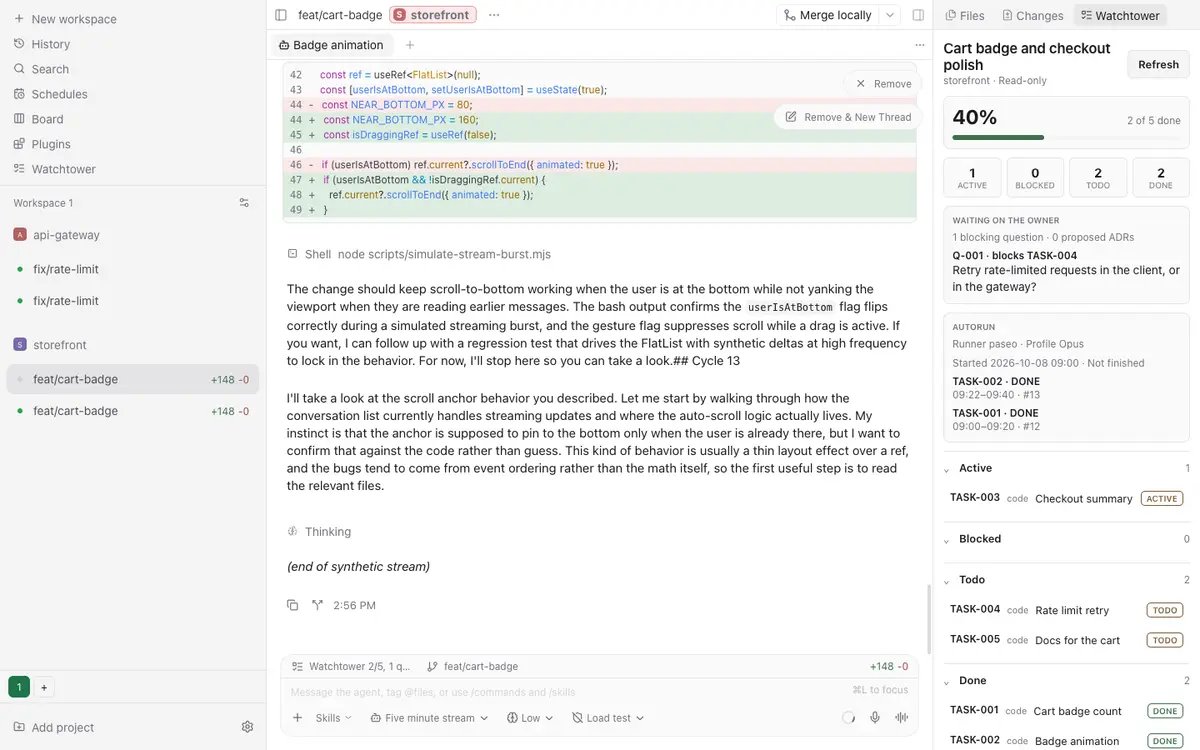 New workspace
History
Search
Schedules
Board
Plugins
Watchtower
Workspace 1
A api-gateway
fix/rate-limit
fix/rate-limit
S storefront
feat/cart-badge +148 -0
feat/cart-badge +148 -0
1 +
Add project
feat/cart-badge S storefront ...
Merge locally
Badge animation +
42 const ref = useRef<FlatList>(null);
43 const [userIsAtBottom, setUserIsAtBottom] = useState(true);
44 - const NEAR_BOTTOM_PX = 80;
44 + const NEAR_BOTTOM_PX = 160;
45 + const isDraggingRef = useRef(false);
46
46 - if (userIsAtBottom) ref.current?.scrollToEnd({ animated: true });
47 + if (userIsAtBottom && !isDraggingRef.current) {
48 + ref.current?.scrollToEnd({ animated: true });
49 + }
Remove
Remove & New Thread
Shell node scripts/simulate-stream-burst.mjs
The change should keep scroll-to-bottom working when the user is at the bottom while not yanking the
viewport when they are reading earlier messages. The bash output confirms the userIsAtBottom flag flips
correctly during a simulated streaming burst, and the gesture flag suppresses scroll while a drag is active. If
you want, I can follow up with a regression test that drives the FlatList with synthetic deltas at high frequency
to lock in the behavior. For now, I'll stop here so you can take a look.## Cycle 13
I'll take a look at the scroll anchor behavior you described. Let me start by walking through how the
conversation list currently handles streaming updates and where the auto-scroll logic actually lives. My
instinct is that the anchor is supposed to pin to the bottom only when the user is already there, but I want to
confirm that against the code rather than guess. This kind of behavior is usually a thin layout effect over a ref,
and the bugs tend to come from event ordering rather than the math itself, so the first useful step is to read
the relevant files.
Thinking
(end of synthetic stream)
2:56 PM
Watchtower 2/5, 1 q... feat/cart-badge +148 -0
Message the agent, tag @files, or use /commands and /skills ⌘L to focus
+ Skills Five minute stream Low Load test
Files Changes Watchtower
Cart badge and checkout
polish
storefront · Read-only
Refresh
40% 2 of 5 done
1 0 2 2
ACTIVE BLOCKED TODO DONE
WAITING ON THE OWNER
1 blocking question · 0 proposed ADRs
Q-001 · blocks TASK-004
Retry rate-limited requests in the client, or
in the gateway?
AUTORUN
Runner paseo · Profile Opus
Started 2026-10-08 09:00 · Not finished
TASK-002 · DONE
09:22–09:40 · #13
TASK-001 · DONE
09:00–09:20 · #12
Active 1
TASK-003 code Checkout summary ACTIVE
Blocked 0
Todo 2
TASK-004 code Rate limit retry TODO
TASK-005 code Docs for the cart TODO
Done 2
TASK-001 code Cart badge count DONE
TASK-002 code Badge animation DONE